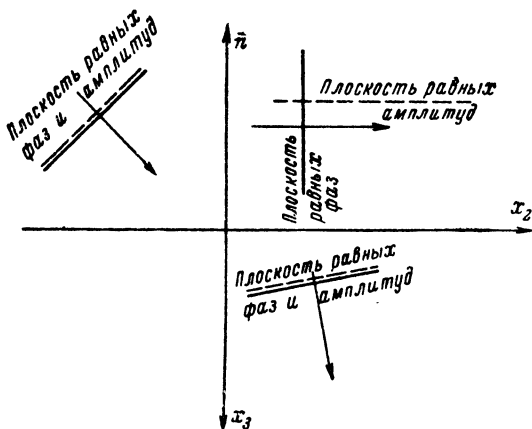 Плоскость равных
фаз и амплитуд
n̄
Плоскость равных
амплитуд
Плоскость
равных
фаз
x₂
Плоскость равных
фаз и амплитуд
x₃